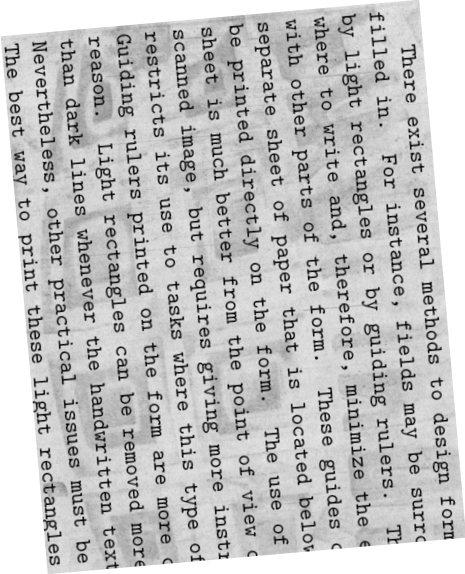 There exist several methods to design form
filled in. For instance, fields may be surro
by light rectangles or by guiding rulers. Th
where to write and, therefore, minimize the
with other parts of the form. These guides
separate sheet of paper that is located below
be printed directly on the form. The use of
sheet is much better from the point of view
scanned image, but requires giving more instr
restricts its use to tasks where this type of
Guiding rulers printed on the form are more
reason. Light rectangles can be removed more
than dark lines whenever the handwritten text
Nevertheless, other practical issues must be
The best way to print these light rectangles